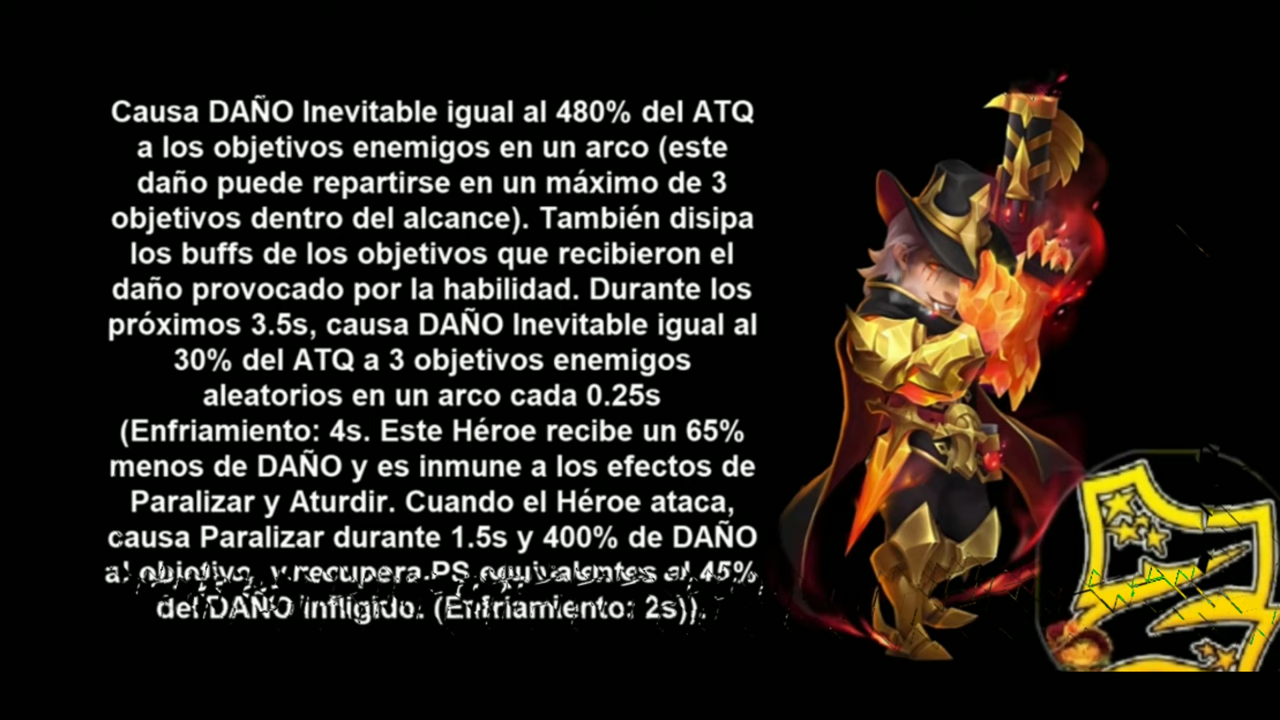 Causa DAÑO Inevitable igual al 480% del ATQ
a los objetivos enemigos en un arco (este
daño puede repartirse en un máximo de 3
objetivos dentro del alcance). También disipa
los buffs de los objetivos que recibieron el
daño provocado por la habilidad. Durante los
próximos 3.5s, causa DAÑO Inevitable igual al
30% del ATQ a 3 objetivos enemigos
aleatorios en un arco cada 0.25s
(Enfriamiento: 4s. Este Héroe recibe un 65%
menos de DAÑO y es inmune a los efectos de
Paralizar y Aturdir. Cuando el Héroe ataca,
causa Paralizar durante 1.5s y 400% de DAÑO
al objetivo, y recupera PS equivalentes al 45%
del DAÑO infligido. (Enfriamiento: 2s)).